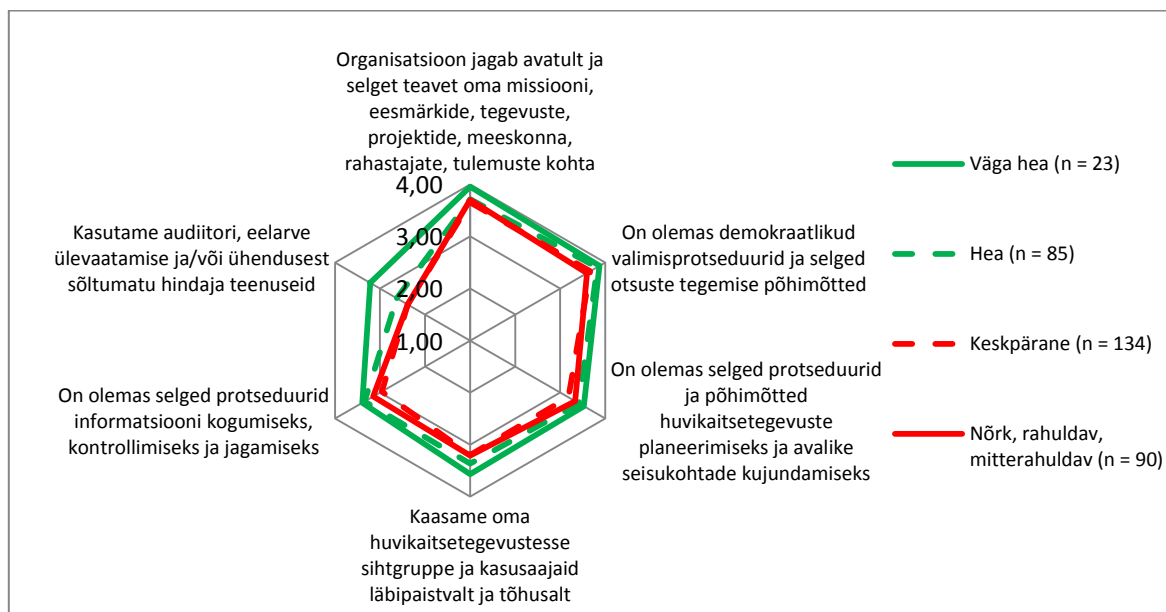 Organisatsioon jagab avatult ja
selget teavet oma missiooni,
eesmärkide, tegevuste,
projektide, meeskonna,
rahastajate, tulemuste kohta
4,00
3,00
2,00
1,00
On olemas demokraatlikud
valimisprotseduurid ja selged
otsuste tegemise põhimõtted
On olemas selged protseduurid
ja põhimõtted
huvikaitsetegevuste
planeerimiseks ja avalike
seisukohtade kujundamiseks
Kaasame oma
huvikaitsetegevustesse
sihtgruppe ja kasusaajaid
läbipaistvalt ja tõhusalt
On olemas selged protseduurid
informatsiooni kogumiseks,
kontrollimiseks ja jagamiseks
Kasutame audiitori, eelarve
ülevaatamise ja/või ühendusest
sõltumatu hindaja teenuseid
Väga hea (n = 23)
Hea (n = 85)
Keskpärane (n = 134)
Nõrk, rahuldav,
mitterahuldav (n = 90)